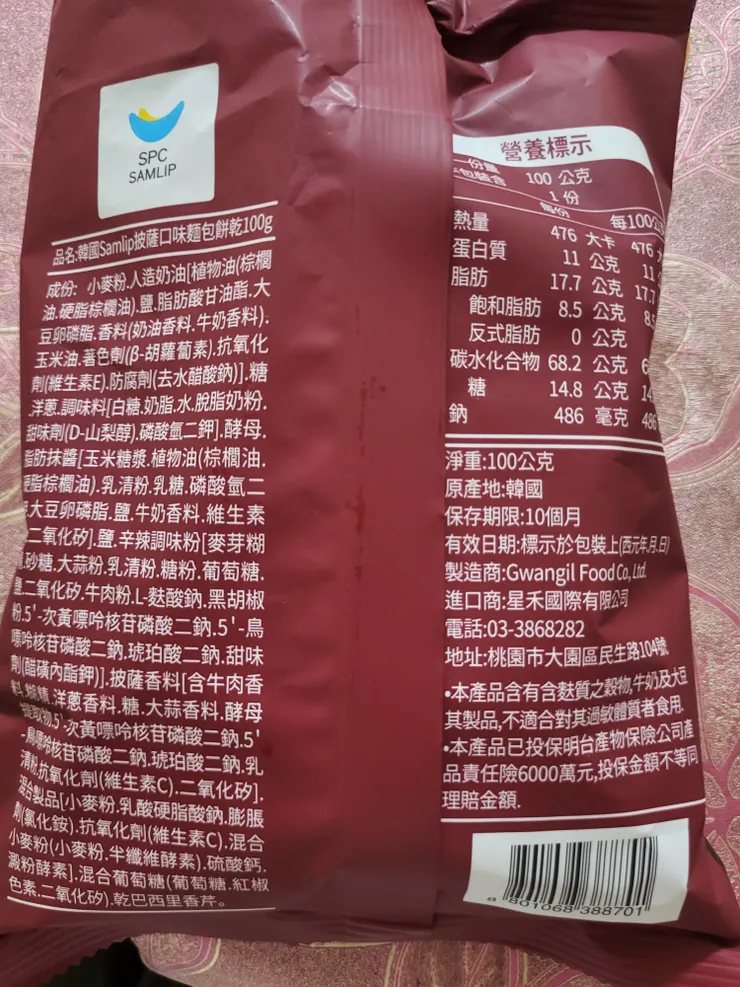 SPC
SAMLIP
品名:韓國Samlip披薩口味麵包餅乾100g
成份: 小麥粉.人造奶油[植物油(棕櫚
油.硬脂棕櫚油).鹽.脂肪酸甘油酯.大
豆卵磷脂.香料(奶油香料.牛奶香料).
玉米油.著色劑(β-胡蘿蔔素).抗氧化
劑(維生素E).防腐劑(去水醋酸鈉)].糖
洋蔥.調味料[白糖.奶脂.水.脫脂奶粉.
甜味劑(D-山梨醇).磷酸氫二鉀].酵母.
脂肪抹醬[玉米糖漿.植物油(棕櫚油.
硬脂棕櫚油).乳清粉.乳糖.磷酸氫二
大豆卵磷脂.鹽.牛奶香料.維生素
二氧化矽].鹽.辛辣調味粉[麥芽糊
砂糖.大蒜粉.乳清粉.糖粉.葡萄糖.
二氧化矽.牛肉粉.L-麩酸鈉.黑胡椒
粉.5'-次黃嘌呤核苷磷酸二鈉.5'-鳥
嘌呤核苷磷酸二鈉.琥珀酸二鈉.甜味
劑(醋磺內酯鉀)].披薩香料[含牛肉香
洋蔥香料.糖.大蒜香料.酵母
5'-次黃嘌呤核苷磷酸二鈉.5'
-鳥嘌呤核苷磷酸二鈉.琥珀酸二鈉.乳
清粉.抗氧化劑(維生素C).二氧化矽].
混合製品[小麥粉.乳酸硬脂酸鈉.膨脹
劑(氯化銨).抗氧化劑(維生素C).混合
小麥粉(小麥粉.半纖維酵素).硫酸鈣.
澱粉酵素].混合葡萄糖(葡萄糖.紅椒
色素.二氧化矽).乾巴西里香芹。
營養標示
一份量 100 公克
包裝含 1 份
每份 每100公
熱量 476 大卡 476
蛋白質 11 公克 11
脂肪 17.7 公克 17.7
飽和脂肪 8.5 公克 8.5
反式脂肪 0 公克
碳水化合物 68.2 公克 6
糖 14.8 公克 14
鈉 486 毫克 486
淨重:100公克
原產地:韓國
保存期限:10個月
有效日期:標示於包裝上(西元年.月.日)
製造商:Gwangil Food Co., Ltd.
進口商:星禾國際有限公司
電話:03-3868282
地址:桃園市大園區民生路104號
•本產品含有含麩質之穀物,牛奶及大豆
其製品,不適合對其過敏體質者食用.
•本產品已投保明台產物保險公司產
品責任險6000萬元,投保金額不等同
理賠金額.
8 801068 388701